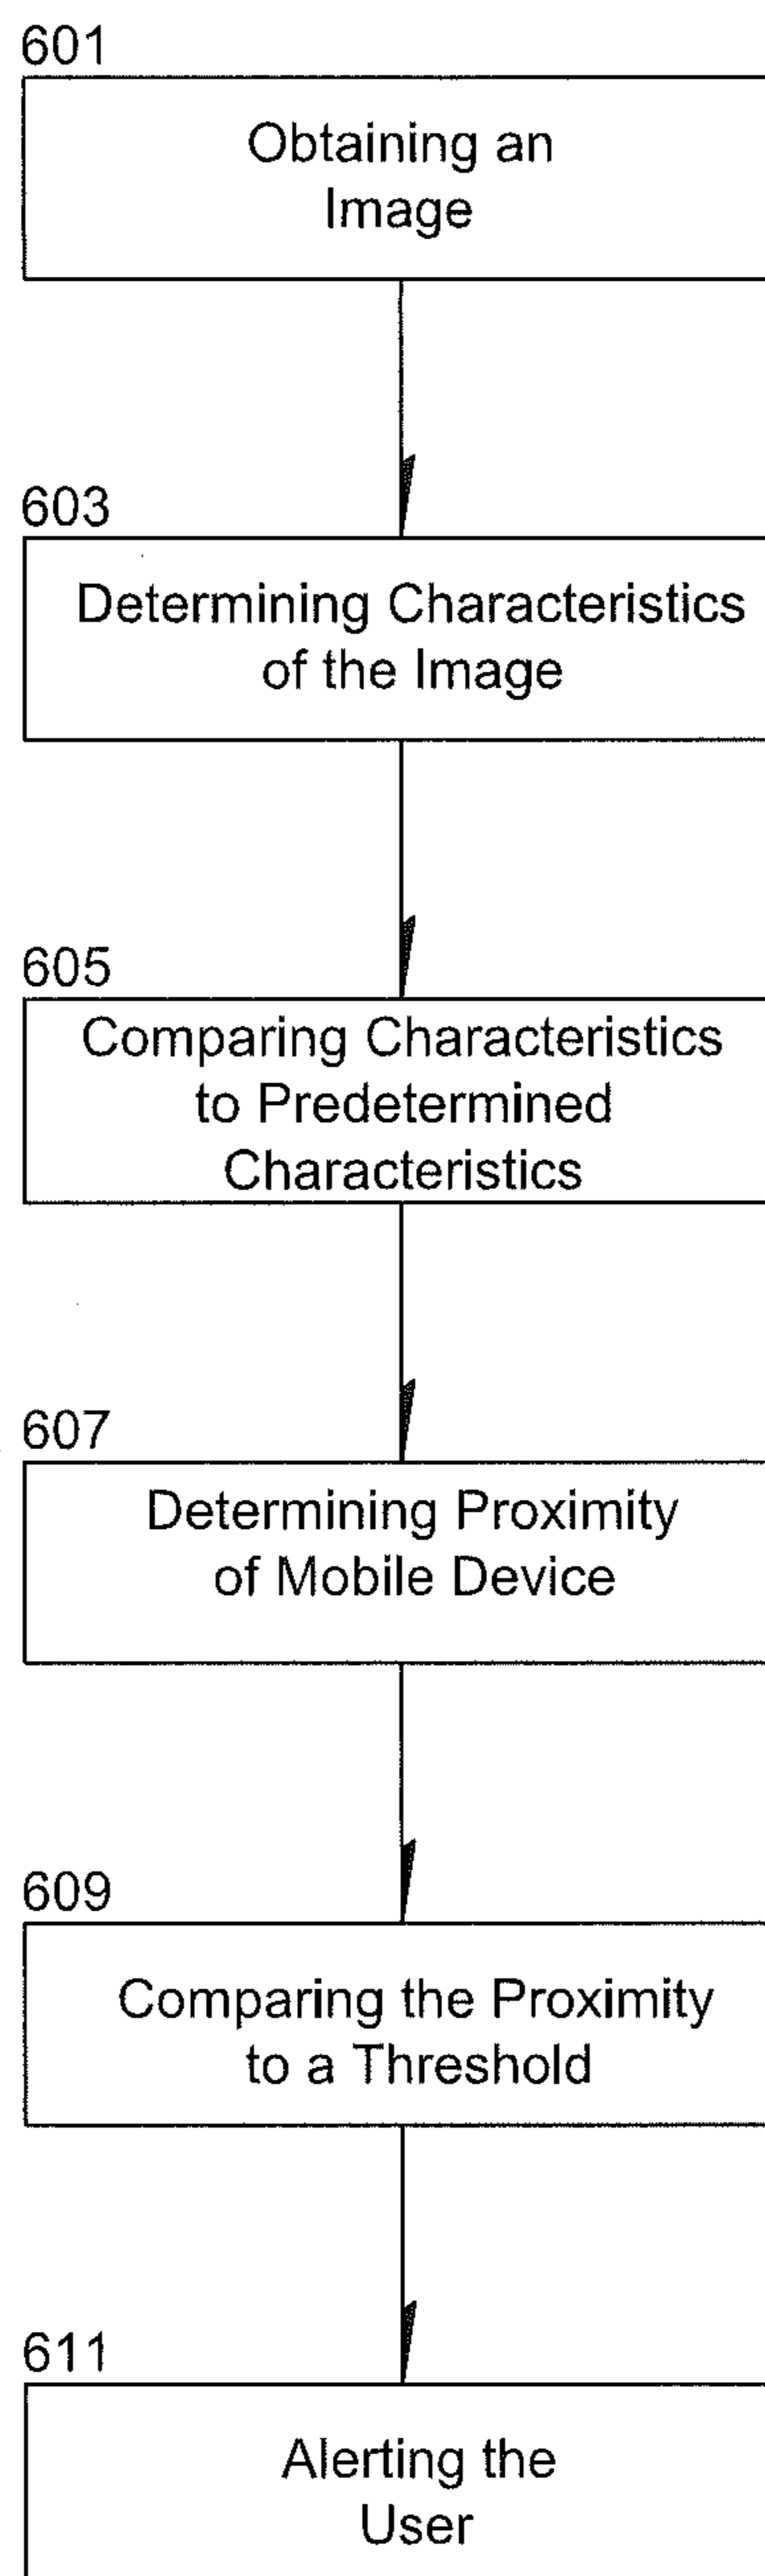 601
Obtaining an
Image
603
Determining Characteristics
of the Image
605
Comparing Characteristics
to Predetermined
Characteristics
607
Determining Proximity
of Mobile Device
609
Comparing the Proximity
to a Threshold
611
Alerting the
User